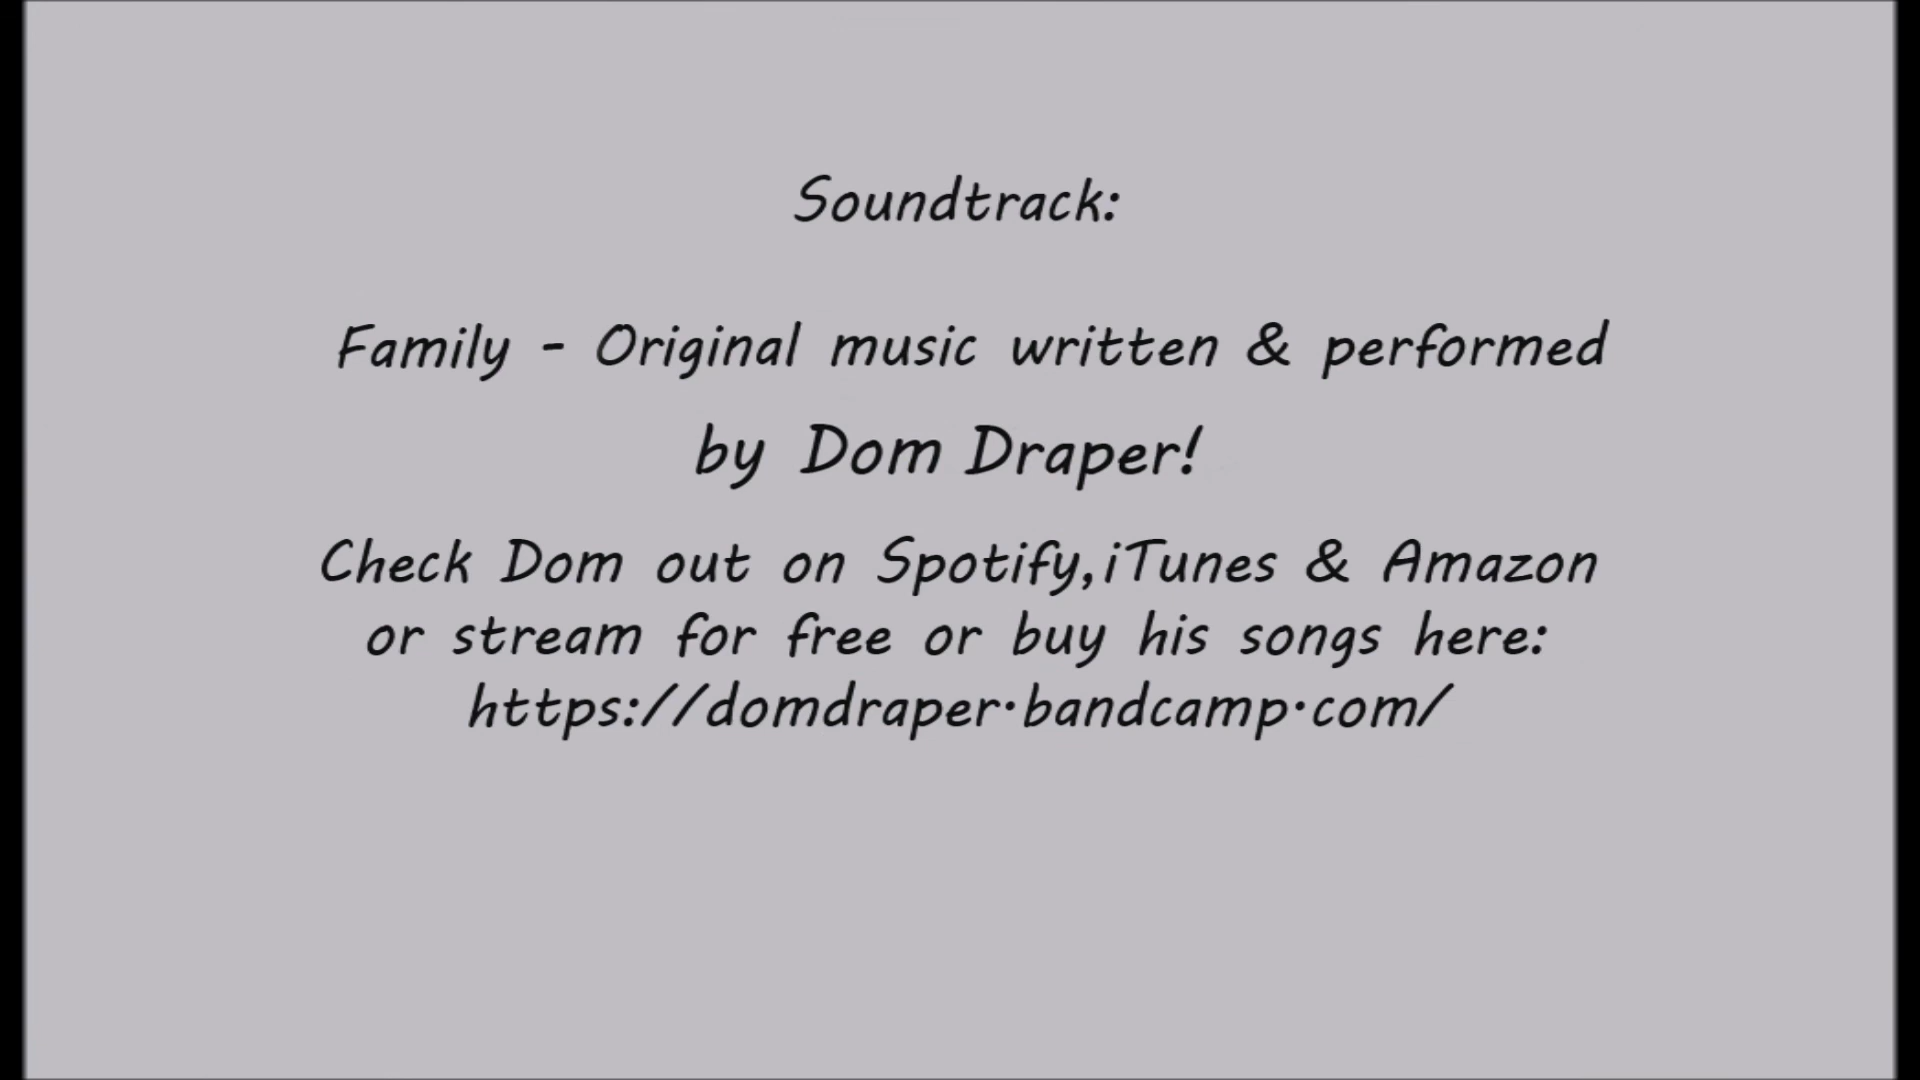 Soundtrack:
Family - Original music written & performed
by Dom Draper!
Check Dom out on Spotify,iTunes & Amazon
or stream for free or buy his songs here:
https://domdraper.bandcamp.com/